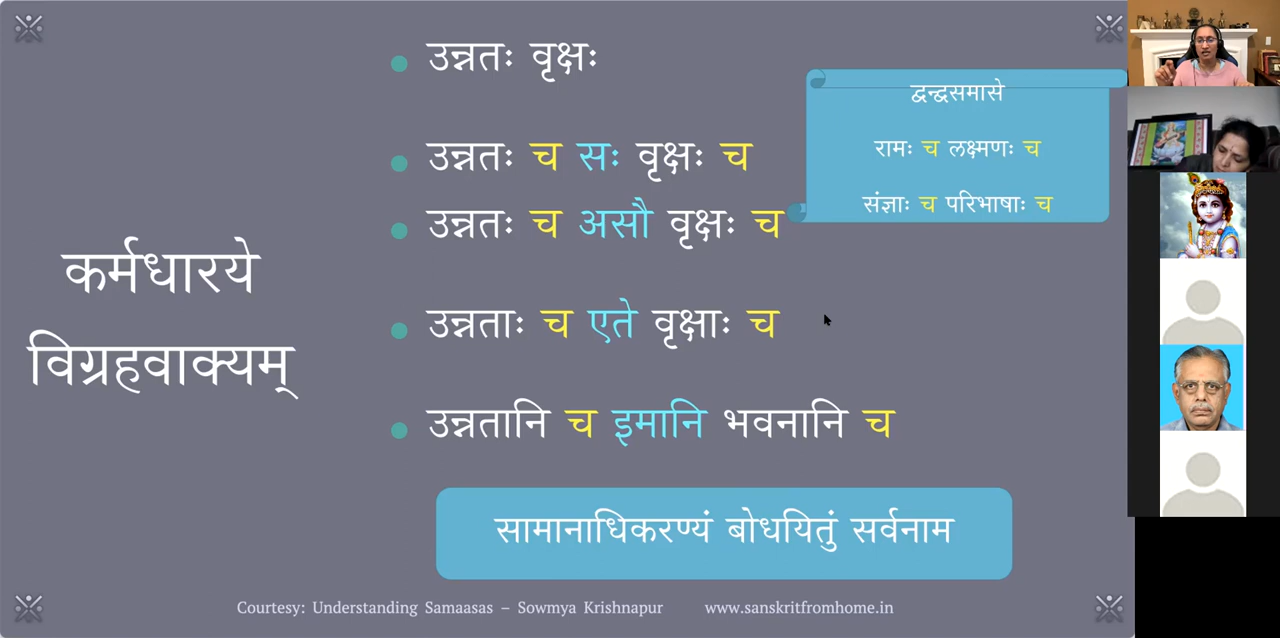 कर्मधारये
विग्रहवाक्यम्
उन्नतः वृक्षः
उन्नतः च सः वृक्षः च
उन्नतः च असौ वृक्षः च
उन्नताः च एते वृक्षाः च
उन्नतानि च इमानि भवनानि च
द्वन्द्वसमासे
रामः च लक्ष्मणः च
संज्ञाः च परिभाषाः च
सामानाधिकरण्यं बोधयितुं सर्वनाम
Courtesy: Understanding Samaasas – Sowmya Krishnapur www.sanskritfromhome.in